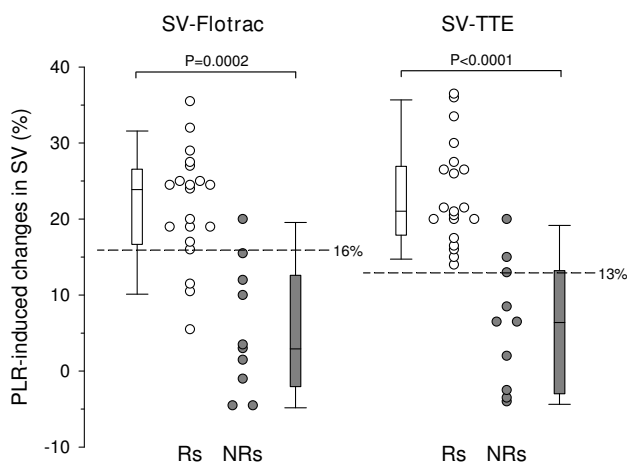 SV-Flotrac SV-TTE
P=0.0002 P<0.0001
PLR-induced changes in SV (%)
40
30
20
10
0
-10
16%
13%
Rs NRs Rs NRs